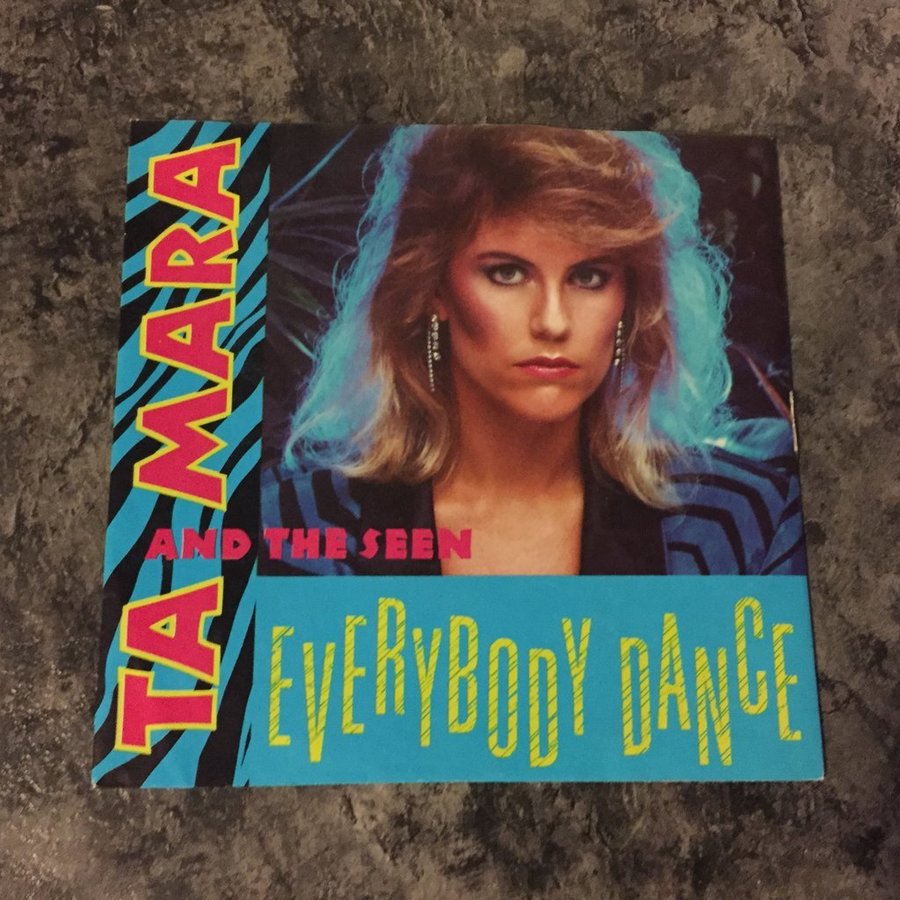 TA MARA
AND THE SEEN
EVERYBODY DANCE